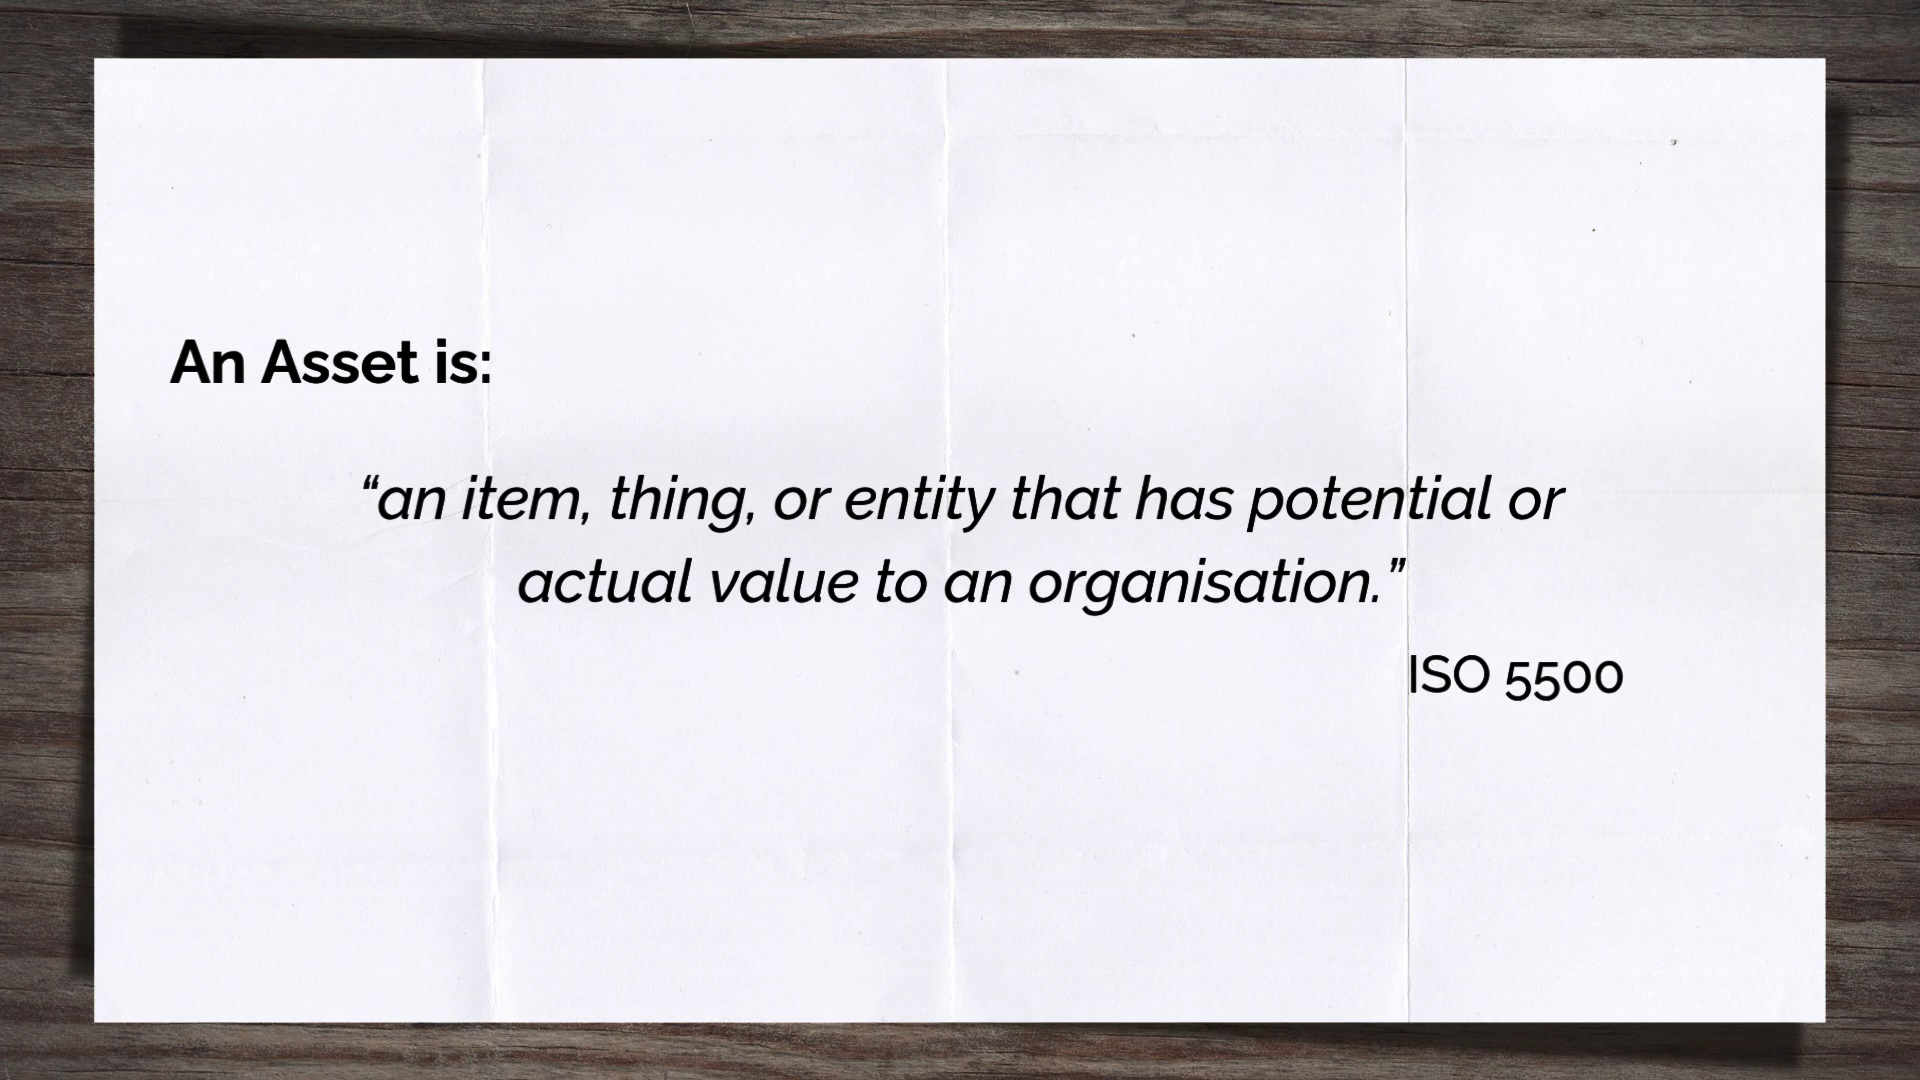 An Asset is:
“an item, thing, or entity that has potential or
actual value to an organisation.”
ISO 5500